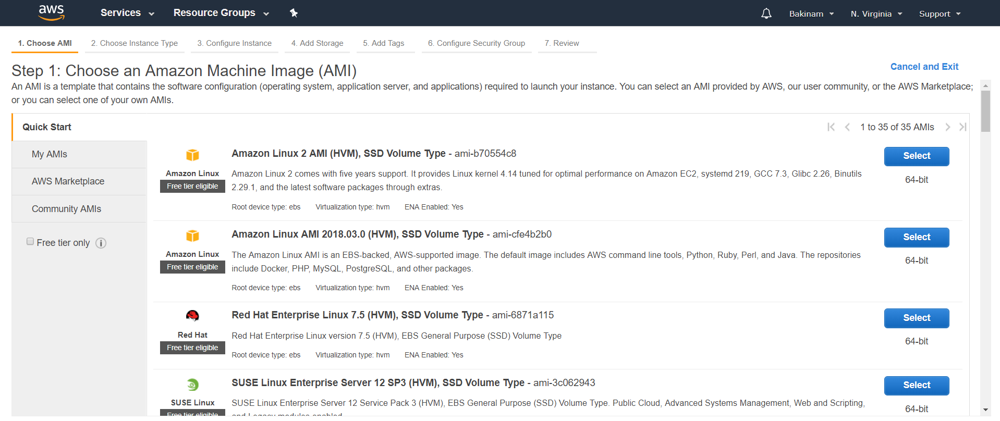 aws
Services
Resource Groups
Bakinam
N. Virginia
Support
1. Choose AMI
2. Choose Instance Type
3. Configure Instance
4. Add Storage
5. Add Tags
6. Configure Security Group
7. Review
Step 1: Choose an Amazon Machine Image (AMI)
Cancel and Exit
An AMI is a template that contains the software configuration (operating system, application server, and applications) required to launch your instance. You can select an AMI provided by AWS, our user community, or the AWS Marketplace;
or you can select one of your own AMIs.
Quick Start
1 to 35 of 35 AMIs
My AMIs
AWS Marketplace
Community AMIs
Free tier only
i
Amazon Linux
Free tier eligible
Amazon Linux 2 AMI (HVM), SSD Volume Type - ami-b70554c8
Amazon Linux 2 comes with five years support. It provides Linux kernel 4.14 tuned for optimal performance on Amazon EC2, systemd 219, GCC 7.3, Glibc 2.26, Binutils
2.29.1, and the latest software packages through extras.
Root device type: ebs
Virtualization type: hvm
ENA Enabled: Yes
Select
64-bit
Amazon Linux
Free tier eligible
Amazon Linux AMI 2018.03.0 (HVM), SSD Volume Type - ami-cfe4b2b0
The Amazon Linux AMI is an EBS-backed, AWS-supported image. The default image includes AWS command line tools, Python, Ruby, Perl, and Java. The repositories
include Docker, PHP, MySQL, PostgreSQL, and other packages.
Root device type: ebs
Virtualization type: hvm
ENA Enabled: Yes
Select
64-bit
Red Hat
Free tier eligible
Red Hat Enterprise Linux 7.5 (HVM), SSD Volume Type - ami-6871a115
Red Hat Enterprise Linux version 7.5 (HVM), EBS General Purpose (SSD) Volume Type
Root device type: ebs
Virtualization type: hvm
ENA Enabled: Yes
Select
64-bit
SUSE Linux
Free tier eligible
SUSE Linux Enterprise Server 12 SP3 (HVM), SSD Volume Type - ami-3c062943
SUSE Linux Enterprise Server 12 Service Pack 3 (HVM), EBS General Purpose (SSD) Volume Type. Public Cloud, Advanced Systems Management, Web and Scripting,
and Legacy modules enabled.
Select
64-bit